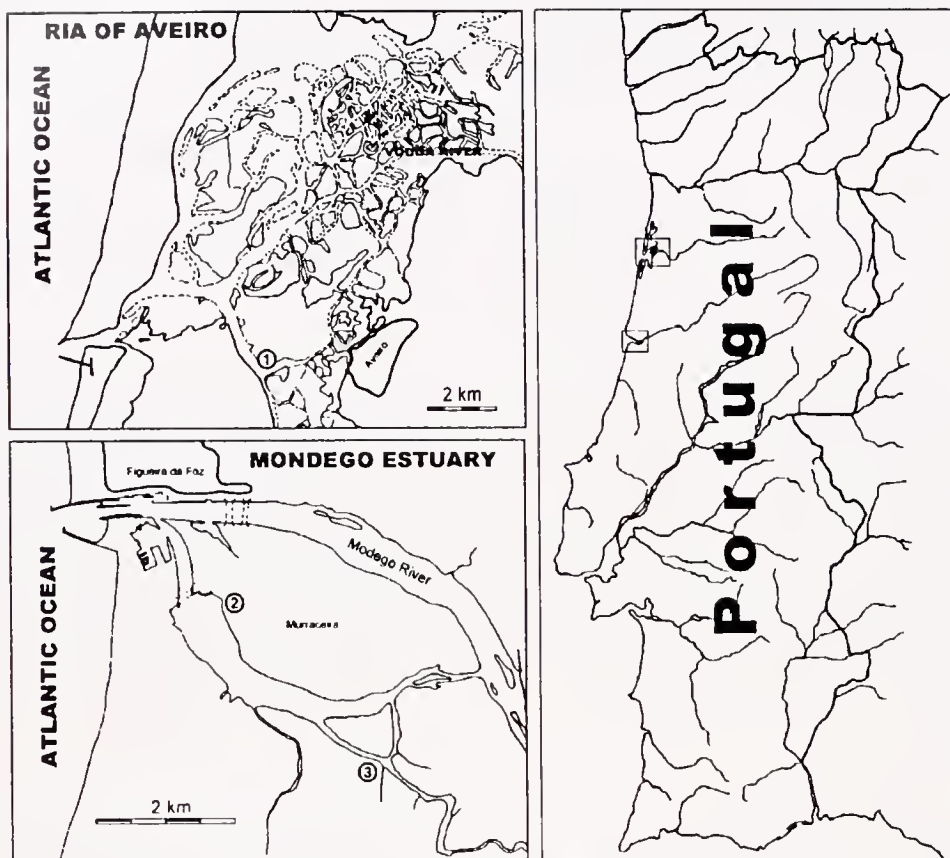 RIA OF AVEIRO
ATLANTIC OCEAN
VOUGA RIVER
1
Aveiro
2 km
MONDEGO ESTUARY
Figueira da Foz
ATLANTIC OCEAN
Modego River
2
Murraceira
3
2 km
Portugal